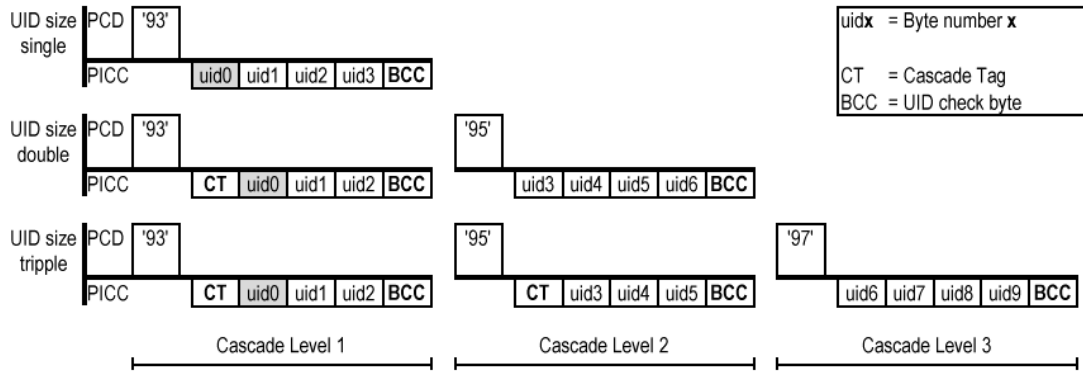 UID size single PCD '93'
PICC uid0 uid1 uid2 uid3 BCC
uidx = Byte number x
CT = Cascade Tag
BCC = UID check byte
UID size double PCD '93' '95'
PICC CT uid0 uid1 uid2 BCC uid3 uid4 uid5 uid6 BCC
UID size tripple PCD '93' '95' '97'
PICC CT uid0 uid1 uid2 BCC CT uid3 uid4 uid5 BCC uid6 uid7 uid8 uid9 BCC
Cascade Level 1 Cascade Level 2 Cascade Level 3